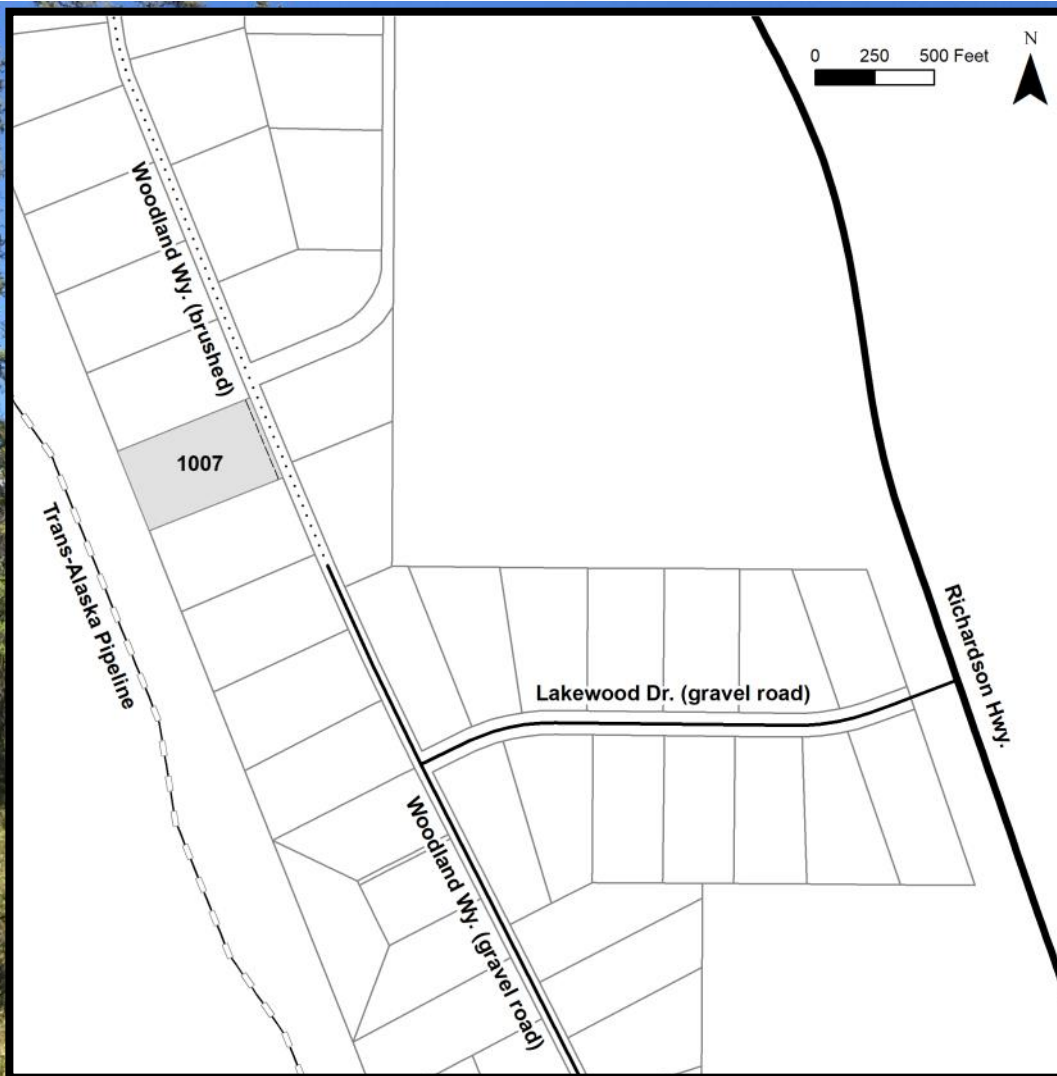 0 250 500 Feet
N
Woodland Wy. (brushed)
1007
Trans-Alaska Pipeline
Richardson Hwy.
Lakewood Dr. (gravel road)
Woodland Wy. (gravel road)